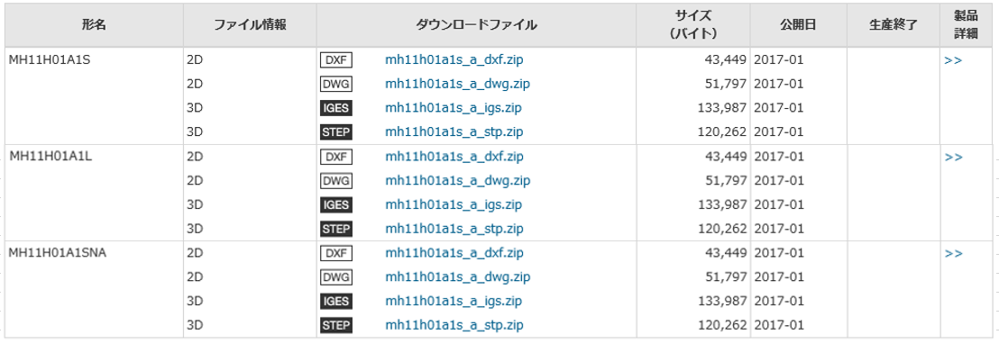 形名 ファイル情報 ダウンロードファイル サイズ（バイト） 公開日 生産終了 製品詳細
MH11H01A1S 2D DXF mh11h01a1s_a_dxf.zip 43,449 2017-01 >>
2D DWG mh11h01a1s_a_dwg.zip 51,797 2017-01
3D IGES mh11h01a1s_a_igs.zip 133,987 2017-01
3D STEP mh11h01a1s_a_stp.zip 120,262 2017-01
MH11H01A1L 2D DXF mh11h01a1s_a_dxf.zip 43,449 2017-01 >>
2D DWG mh11h01a1s_a_dwg.zip 51,797 2017-01
3D IGES mh11h01a1s_a_igs.zip 133,987 2017-01
3D STEP mh11h01a1s_a_stp.zip 120,262 2017-01
MH11H01A1SNA 2D DXF mh11h01a1s_a_dxf.zip 43,449 2017-01 >>
2D DWG mh11h01a1s_a_dwg.zip 51,797 2017-01
3D IGES mh11h01a1s_a_igs.zip 133,987 2017-01
3D STEP mh11h01a1s_a_stp.zip 120,262 2017-01